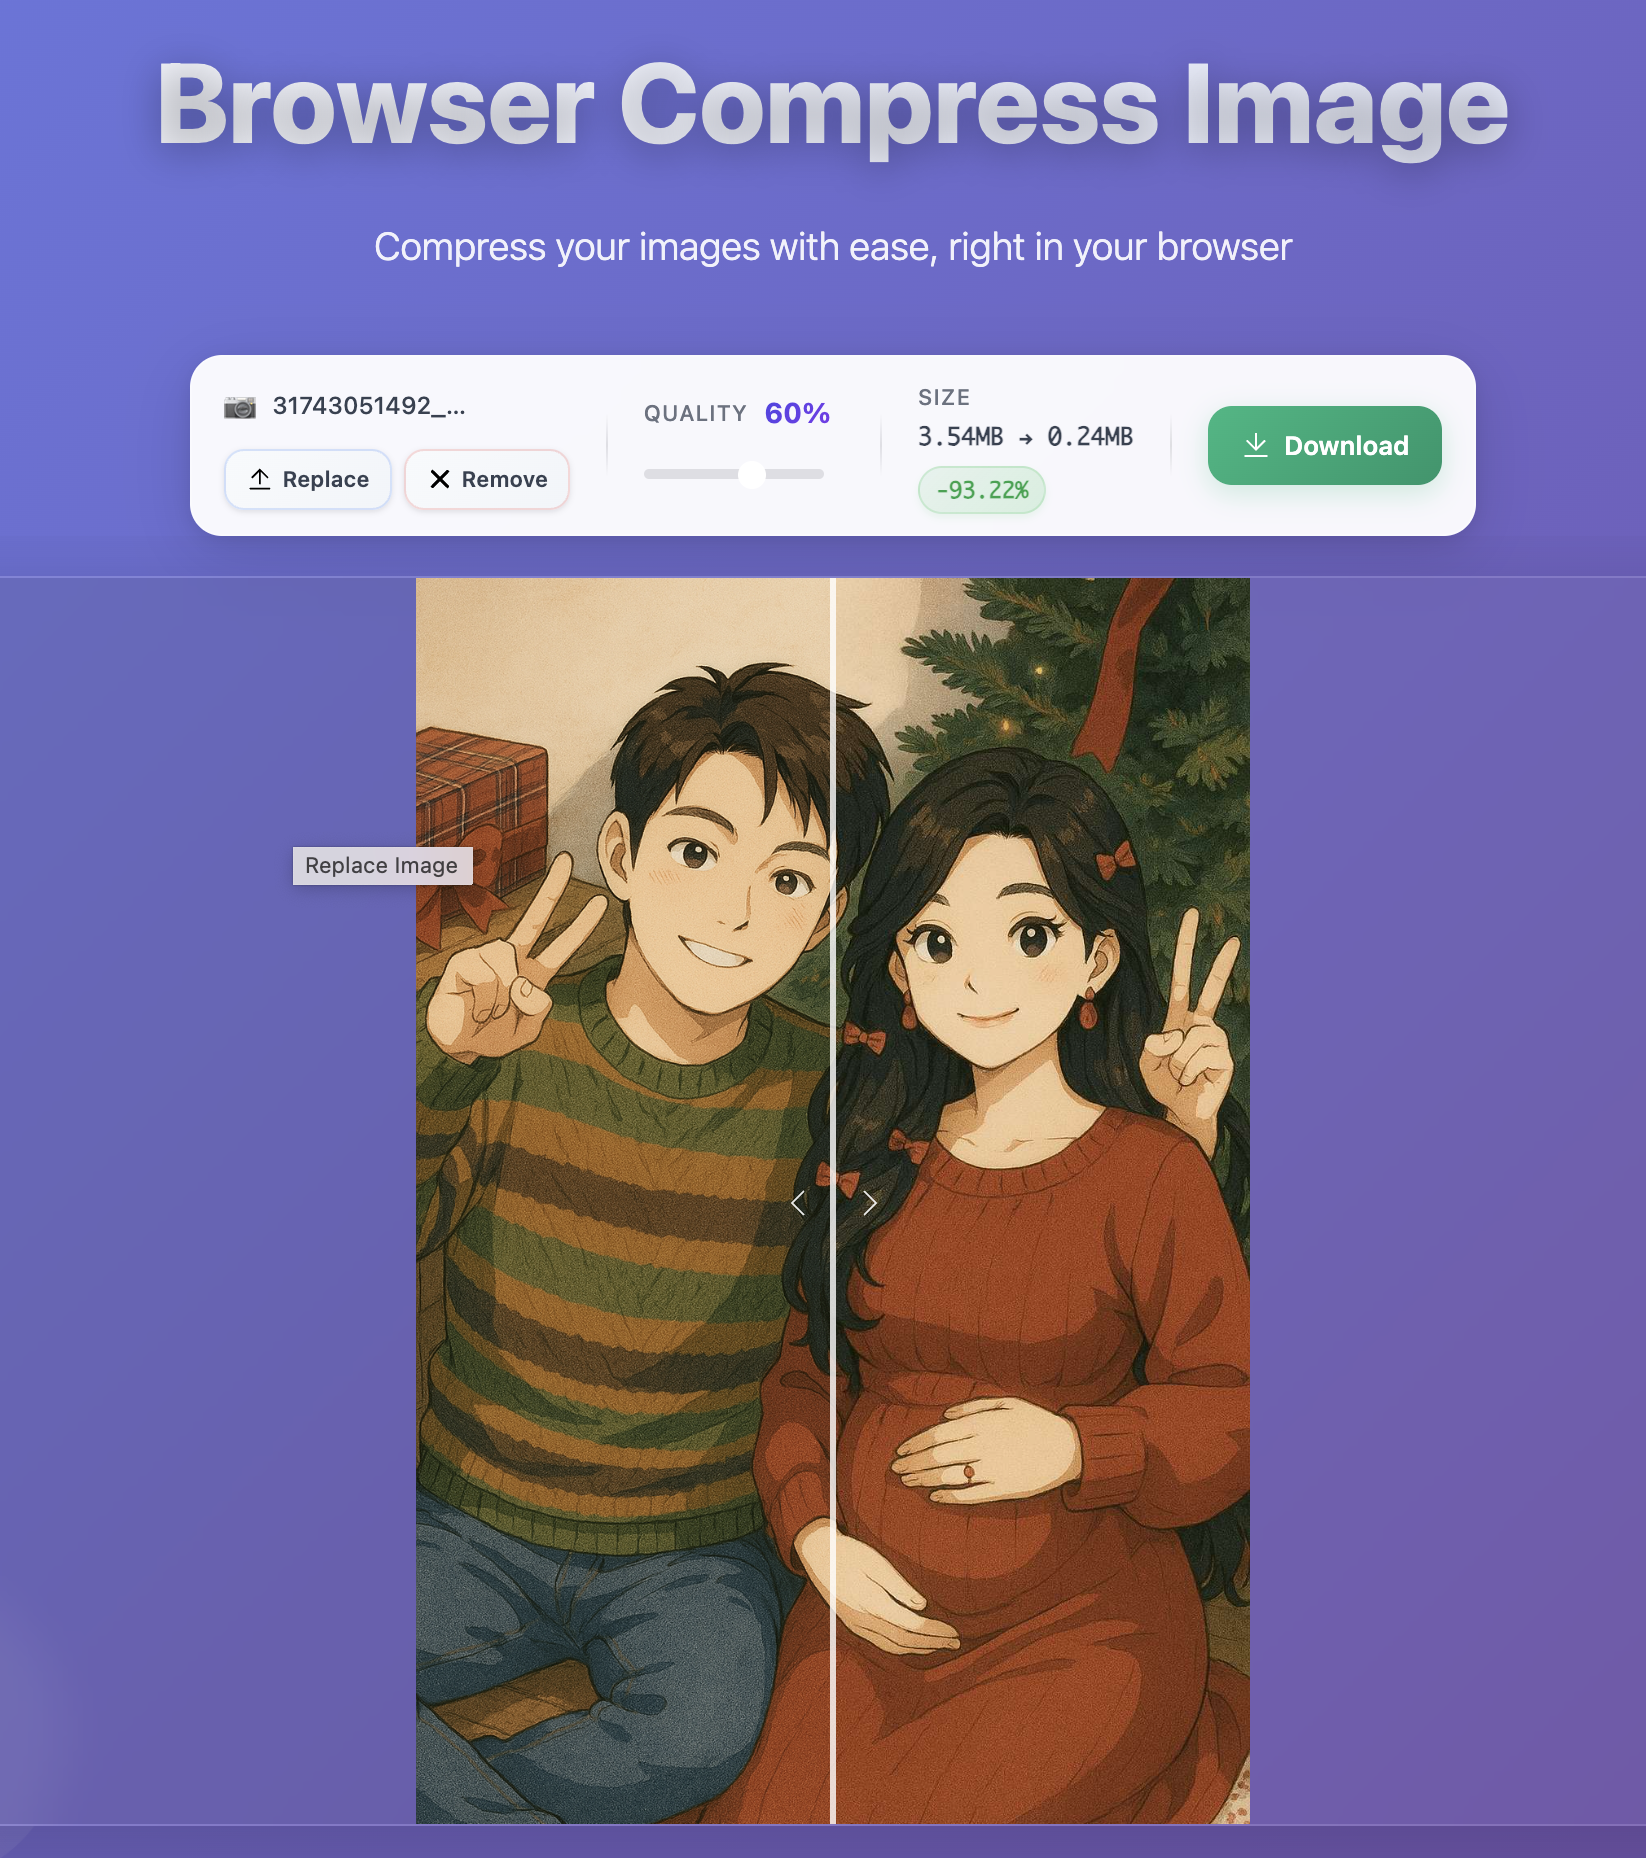 Browser Compress Image
Compress your images with ease, right in your browser
31743051492_...
Replace
Remove
QUALITY 60%
SIZE
3.54MB → 0.24MB
-93.22%
Download
Replace Image